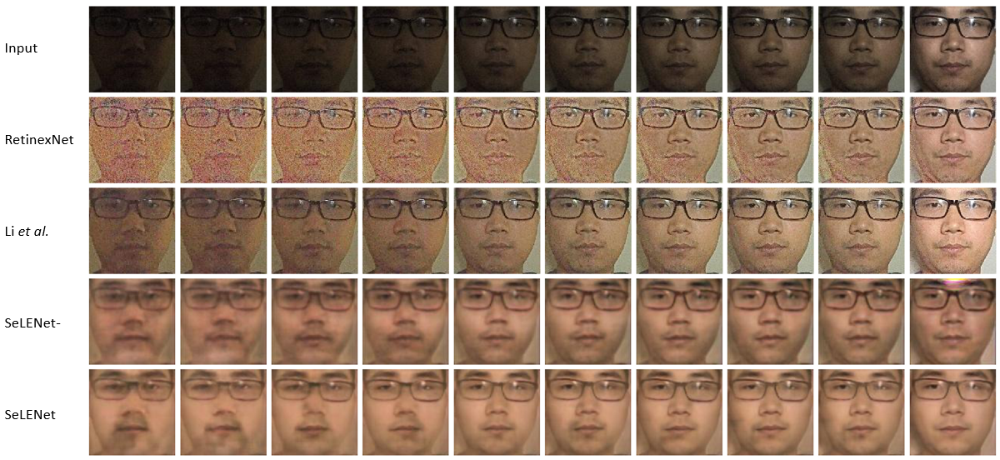 Input
RetinexNet
Li et al.
SeLENet-
SeLENet